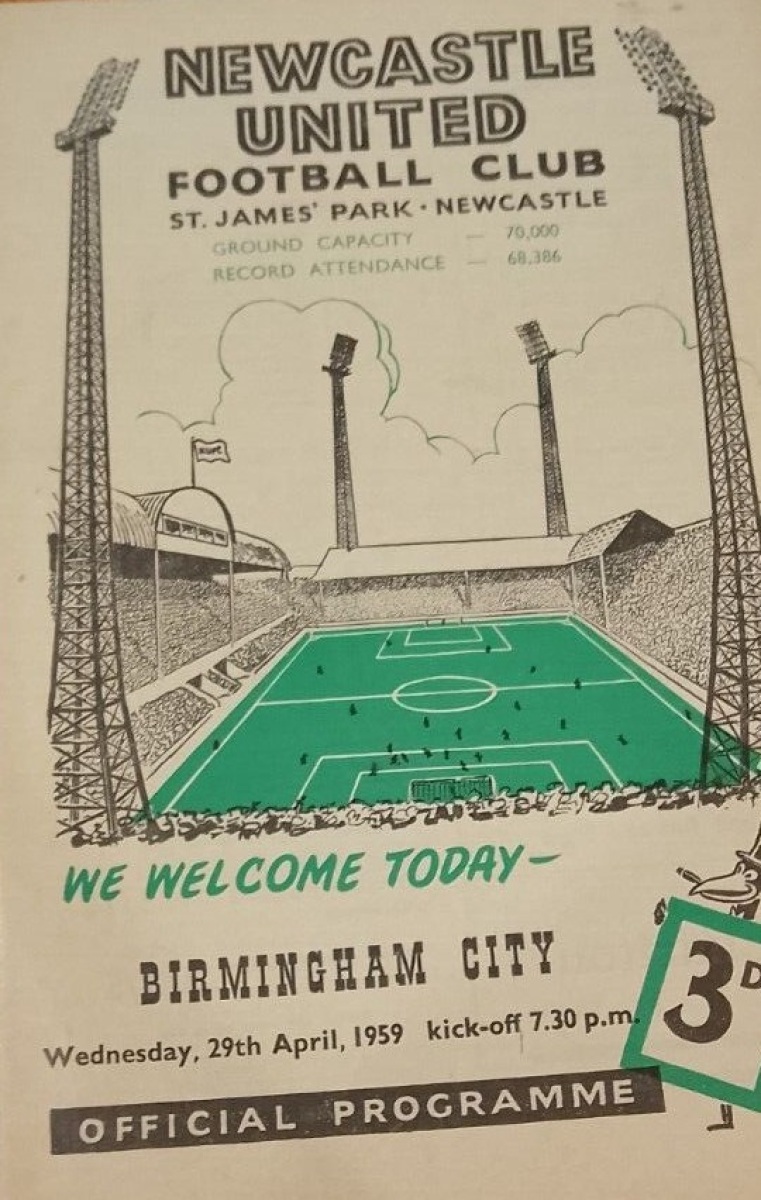 NEWCASTLE
UNITED
FOOTBALL CLUB
ST. JAMES' PARK · NEWCASTLE
GROUND CAPACITY — 70,000
RECORD ATTENDANCE — 68,386
NUFC
WE WELCOME TODAY—
BIRMINGHAM CITY
Wednesday, 29th April, 1959 kick-off 7.30 p.m.
3D
OFFICIAL PROGRAMME